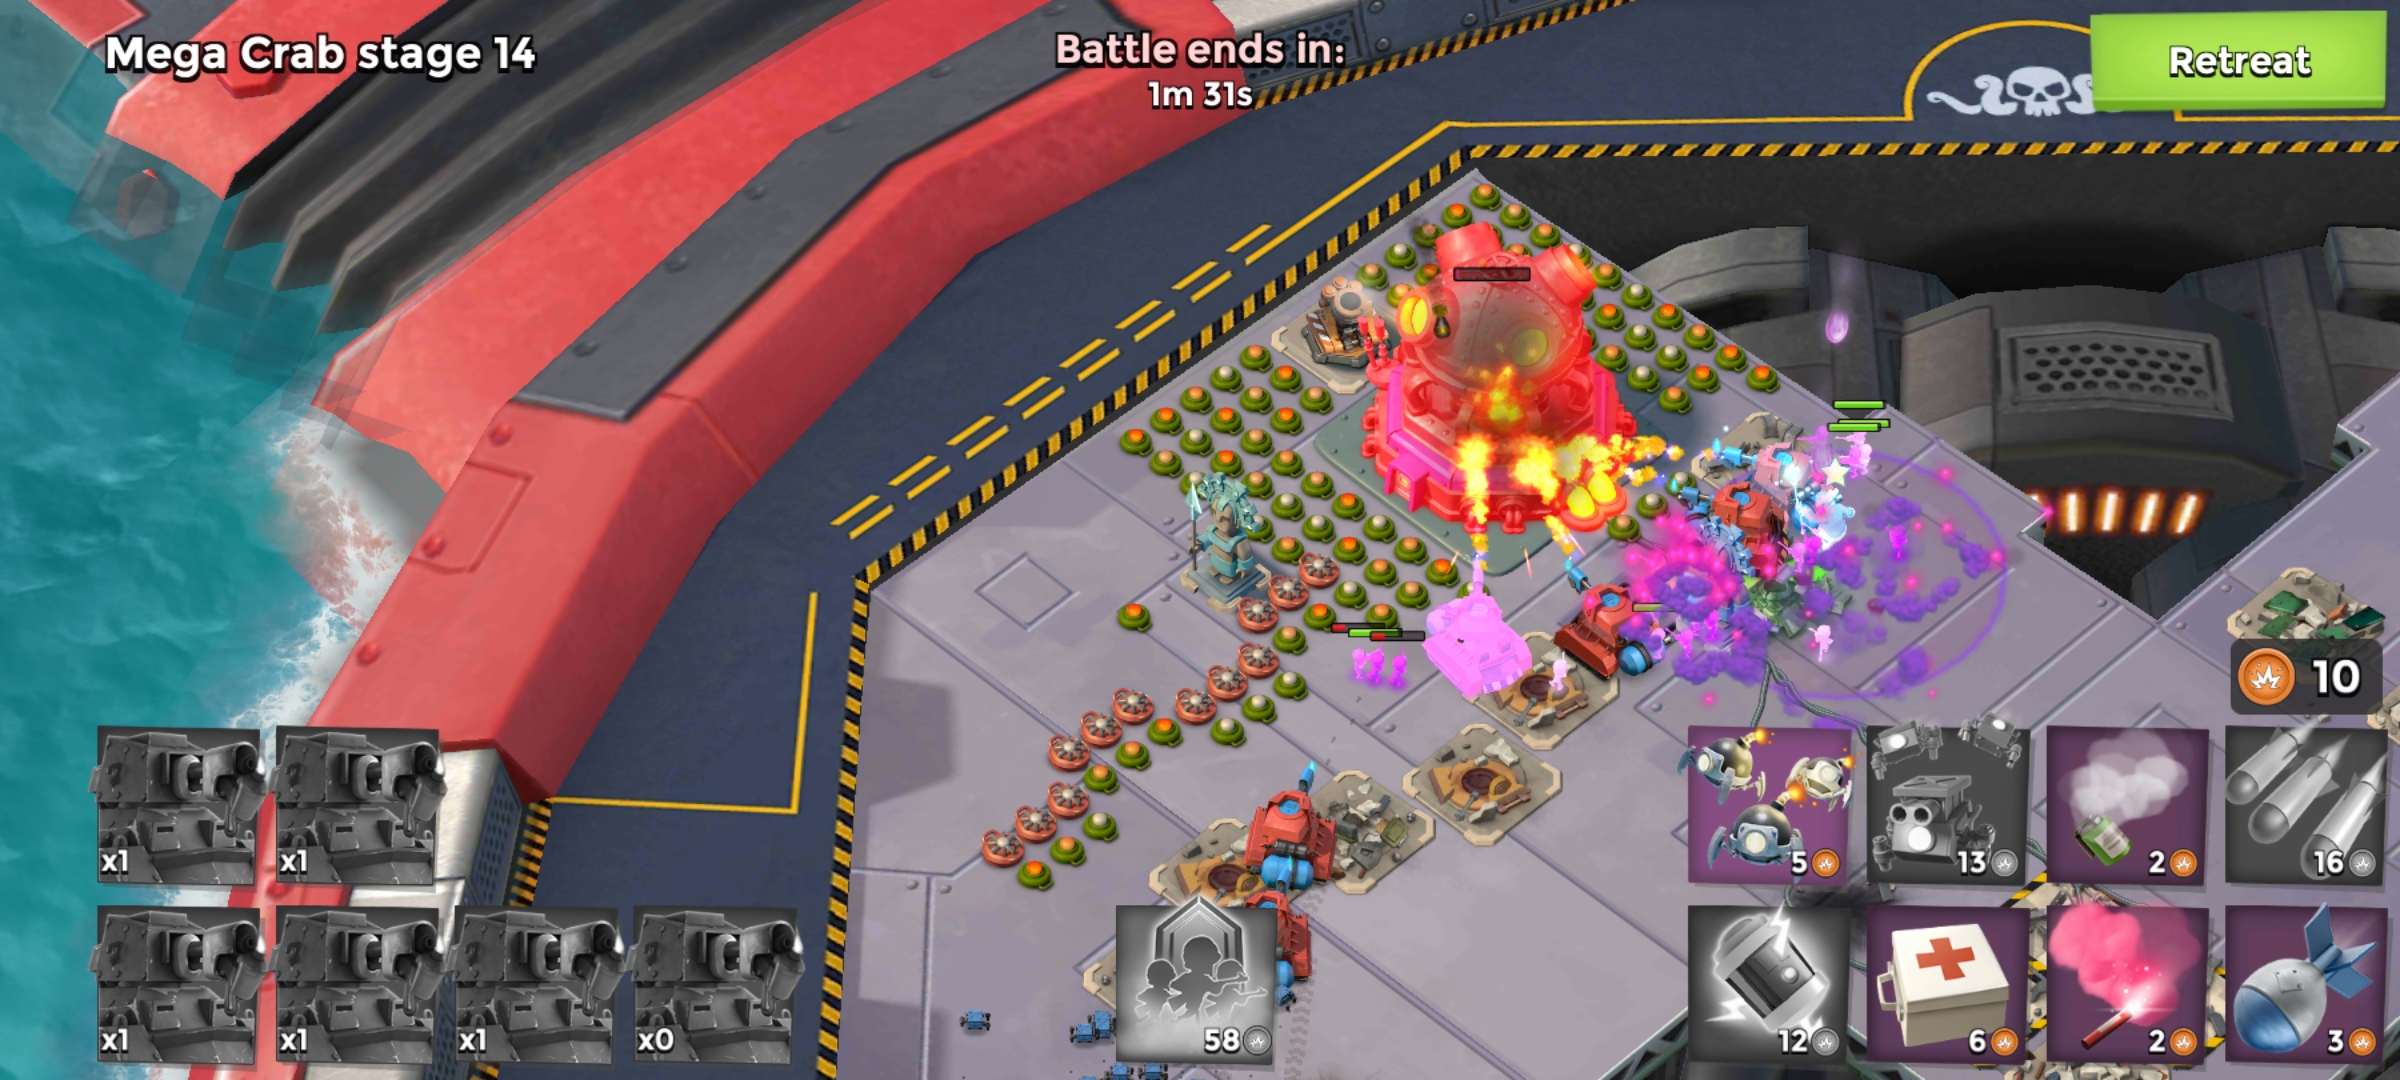 Mega Crab stage 14
Battle ends in:
1m 31s
Retreat
10
x1
x1
5
13
2
16
x1
x1
x1
x0
58
12
6
2
3